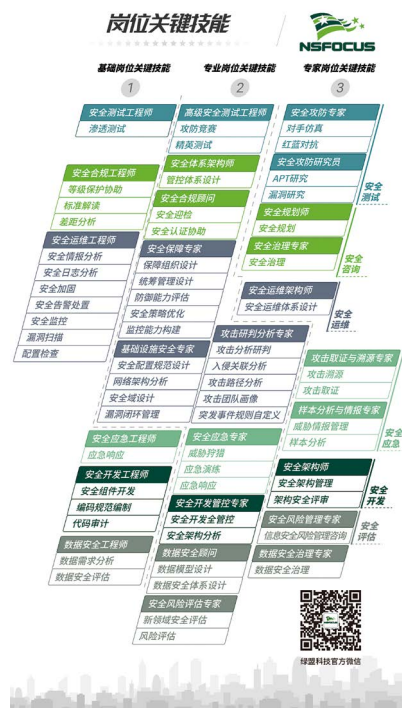 岗位关键技能
NSFOCUS
基础岗位关键技能
专业岗位关键技能
专家岗位关键技能
1
2
3
安全测试工程师
渗透测试
安全合规工程师
等级保护协助
标准解读
差距分析
安全运维工程师
安全情报分析
安全日志分析
安全加固
安全告警处置
安全监控
漏洞扫描
配置检查
安全应急工程师
应急响应
安全开发工程师
安全组件开发
编码规范编制
代码审计
数据安全工程师
数据需求分析
数据安全评估
高级安全测试工程师
攻防竞赛
精英测试
安全体系架构师
管控体系设计
安全合规顾问
安全迎检
安全认证协助
安全保障专家
保障组织设计
统筹管理设计
防御能力评估
安全策略优化
监控能力构建
基础设施安全专家
安全配置规范设计
网络架构分析
安全域设计
漏洞闭环管理
攻击研判分析专家
攻击分析研判
入侵关联分析
攻击路径分析
攻击团队画像
突发事件规则自定义
安全应急专家
威胁狩猎
应急演练
应急响应
安全开发管控专家
安全开发全管控
安全架构分析
数据安全顾问
数据模型设计
数据安全体系设计
安全风险评估专家
新领域安全评估
风险评估
安全攻防专家
对手仿真
红蓝对抗
安全攻防研究员
APT研究
漏洞研究
安全测试
安全规划师
安全规划
安全治理专家
安全治理
安全咨询
安全运维架构师
安全运维体系设计
安全运维
攻击取证与溯源专家
攻击溯源
攻击取证
样本分析与情报专家
威胁情报管理
样本分析
安全应急
安全架构师
安全架构管理
架构安全评审
安全开发
安全风险管理专家
信息安全风险管理咨询
安全评估
数据安全治理专家
数据治理
绿盟科技官方微信